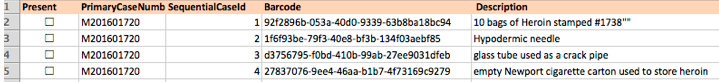 1 Present PrimaryCaseNumb SequentialCaseId Barcode Description
2 ☐ M201601720 1 92f2896b-053a-40d0-9339-63b8ba18bc94 10 bags of Heroin stamped #1738""
3 ☐ M201601720 2 1f6f93be-79f3-40e8-bf3b-134f03aebf85 Hypodermic needle
4 ☐ M201601720 3 d3756795-f0bd-410b-99ab-27ee9031dfeb glass tube used as a crack pipe
5 ☐ M201601720 4 27837076-9ee4-46aa-b1b7-4f73169c9279 empty Newport cigarette carton used to store heroin